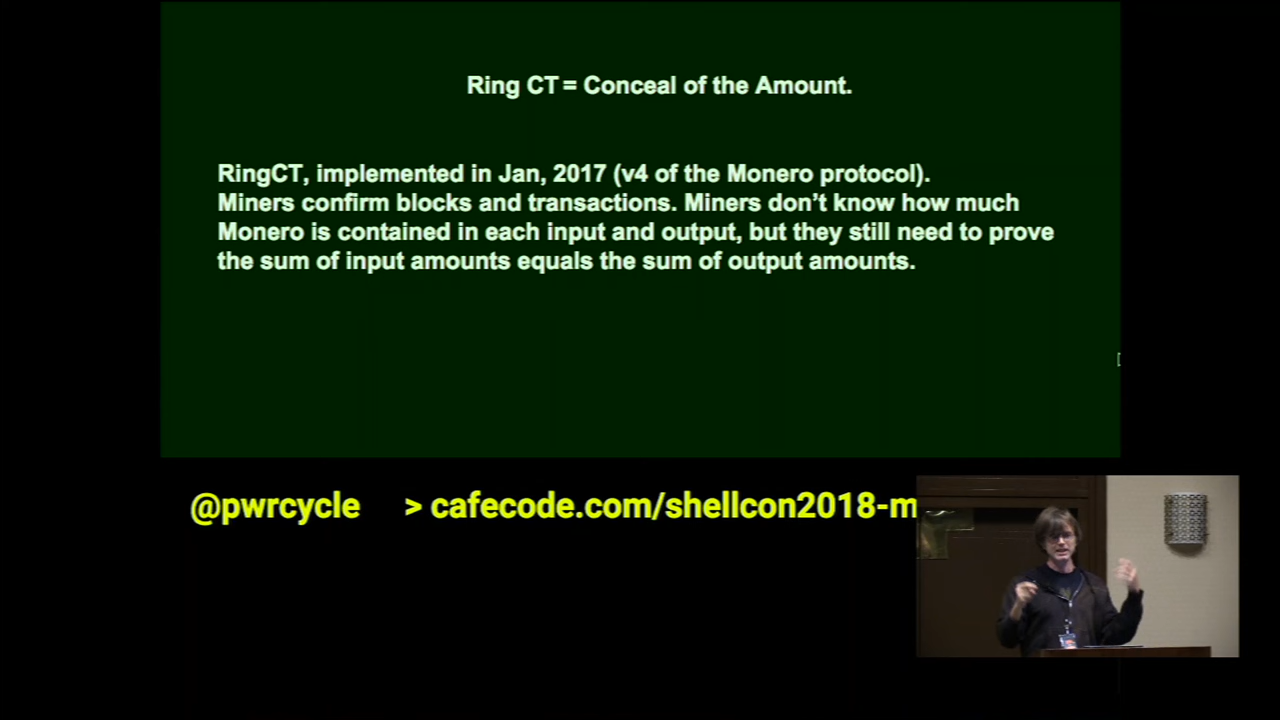 Ring CT = Conceal of the Amount.
RingCT, implemented in Jan, 2017 (v4 of the Monero protocol).
Miners confirm blocks and transactions. Miners don’t know how much
Monero is contained in each input and output, but they still need to prove
the sum of input amounts equals the sum of output amounts.
@pwrcycle > cafecode.com/shellcon2018-m